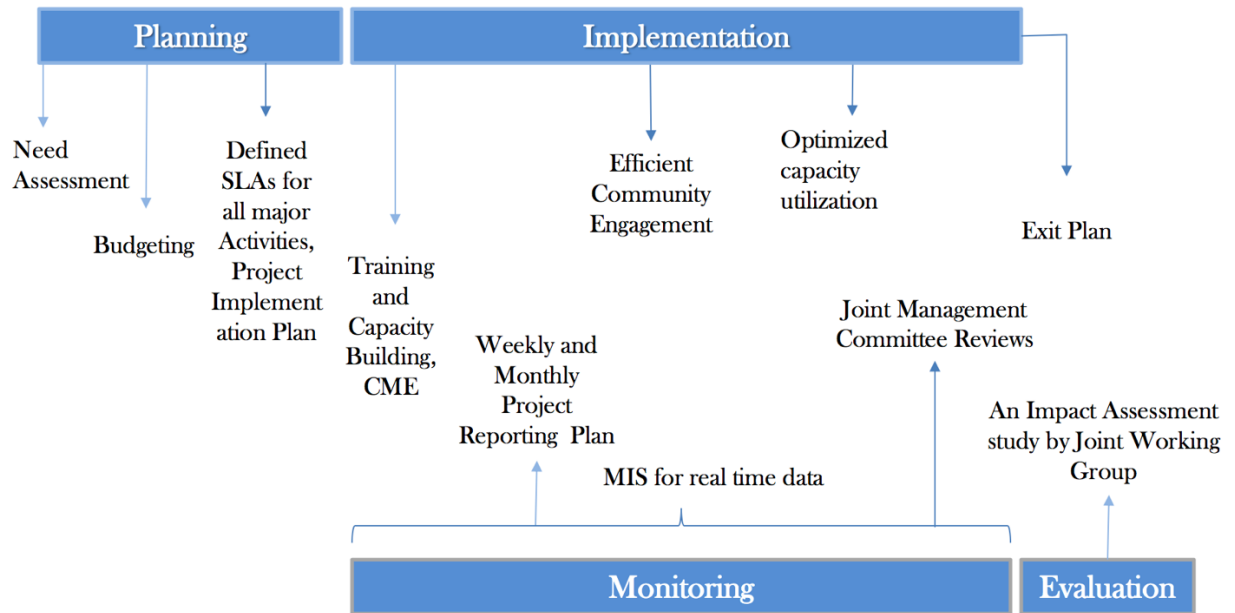 Planning
Implementation
Need
Assessment
Budgeting
Defined
SLAs for
all major
Activities,
Project
Implement
ation Plan
Training
and
Capacity
Building,
CME
Efficient
Community
Engagement
Optimized
capacity
utilization
Exit Plan
Weekly and
Monthly
Project
Reporting Plan
MIS for real time data
Joint Management
Committee Reviews
An Impact Assessment
study by Joint Working
Group
Monitoring
Evaluation